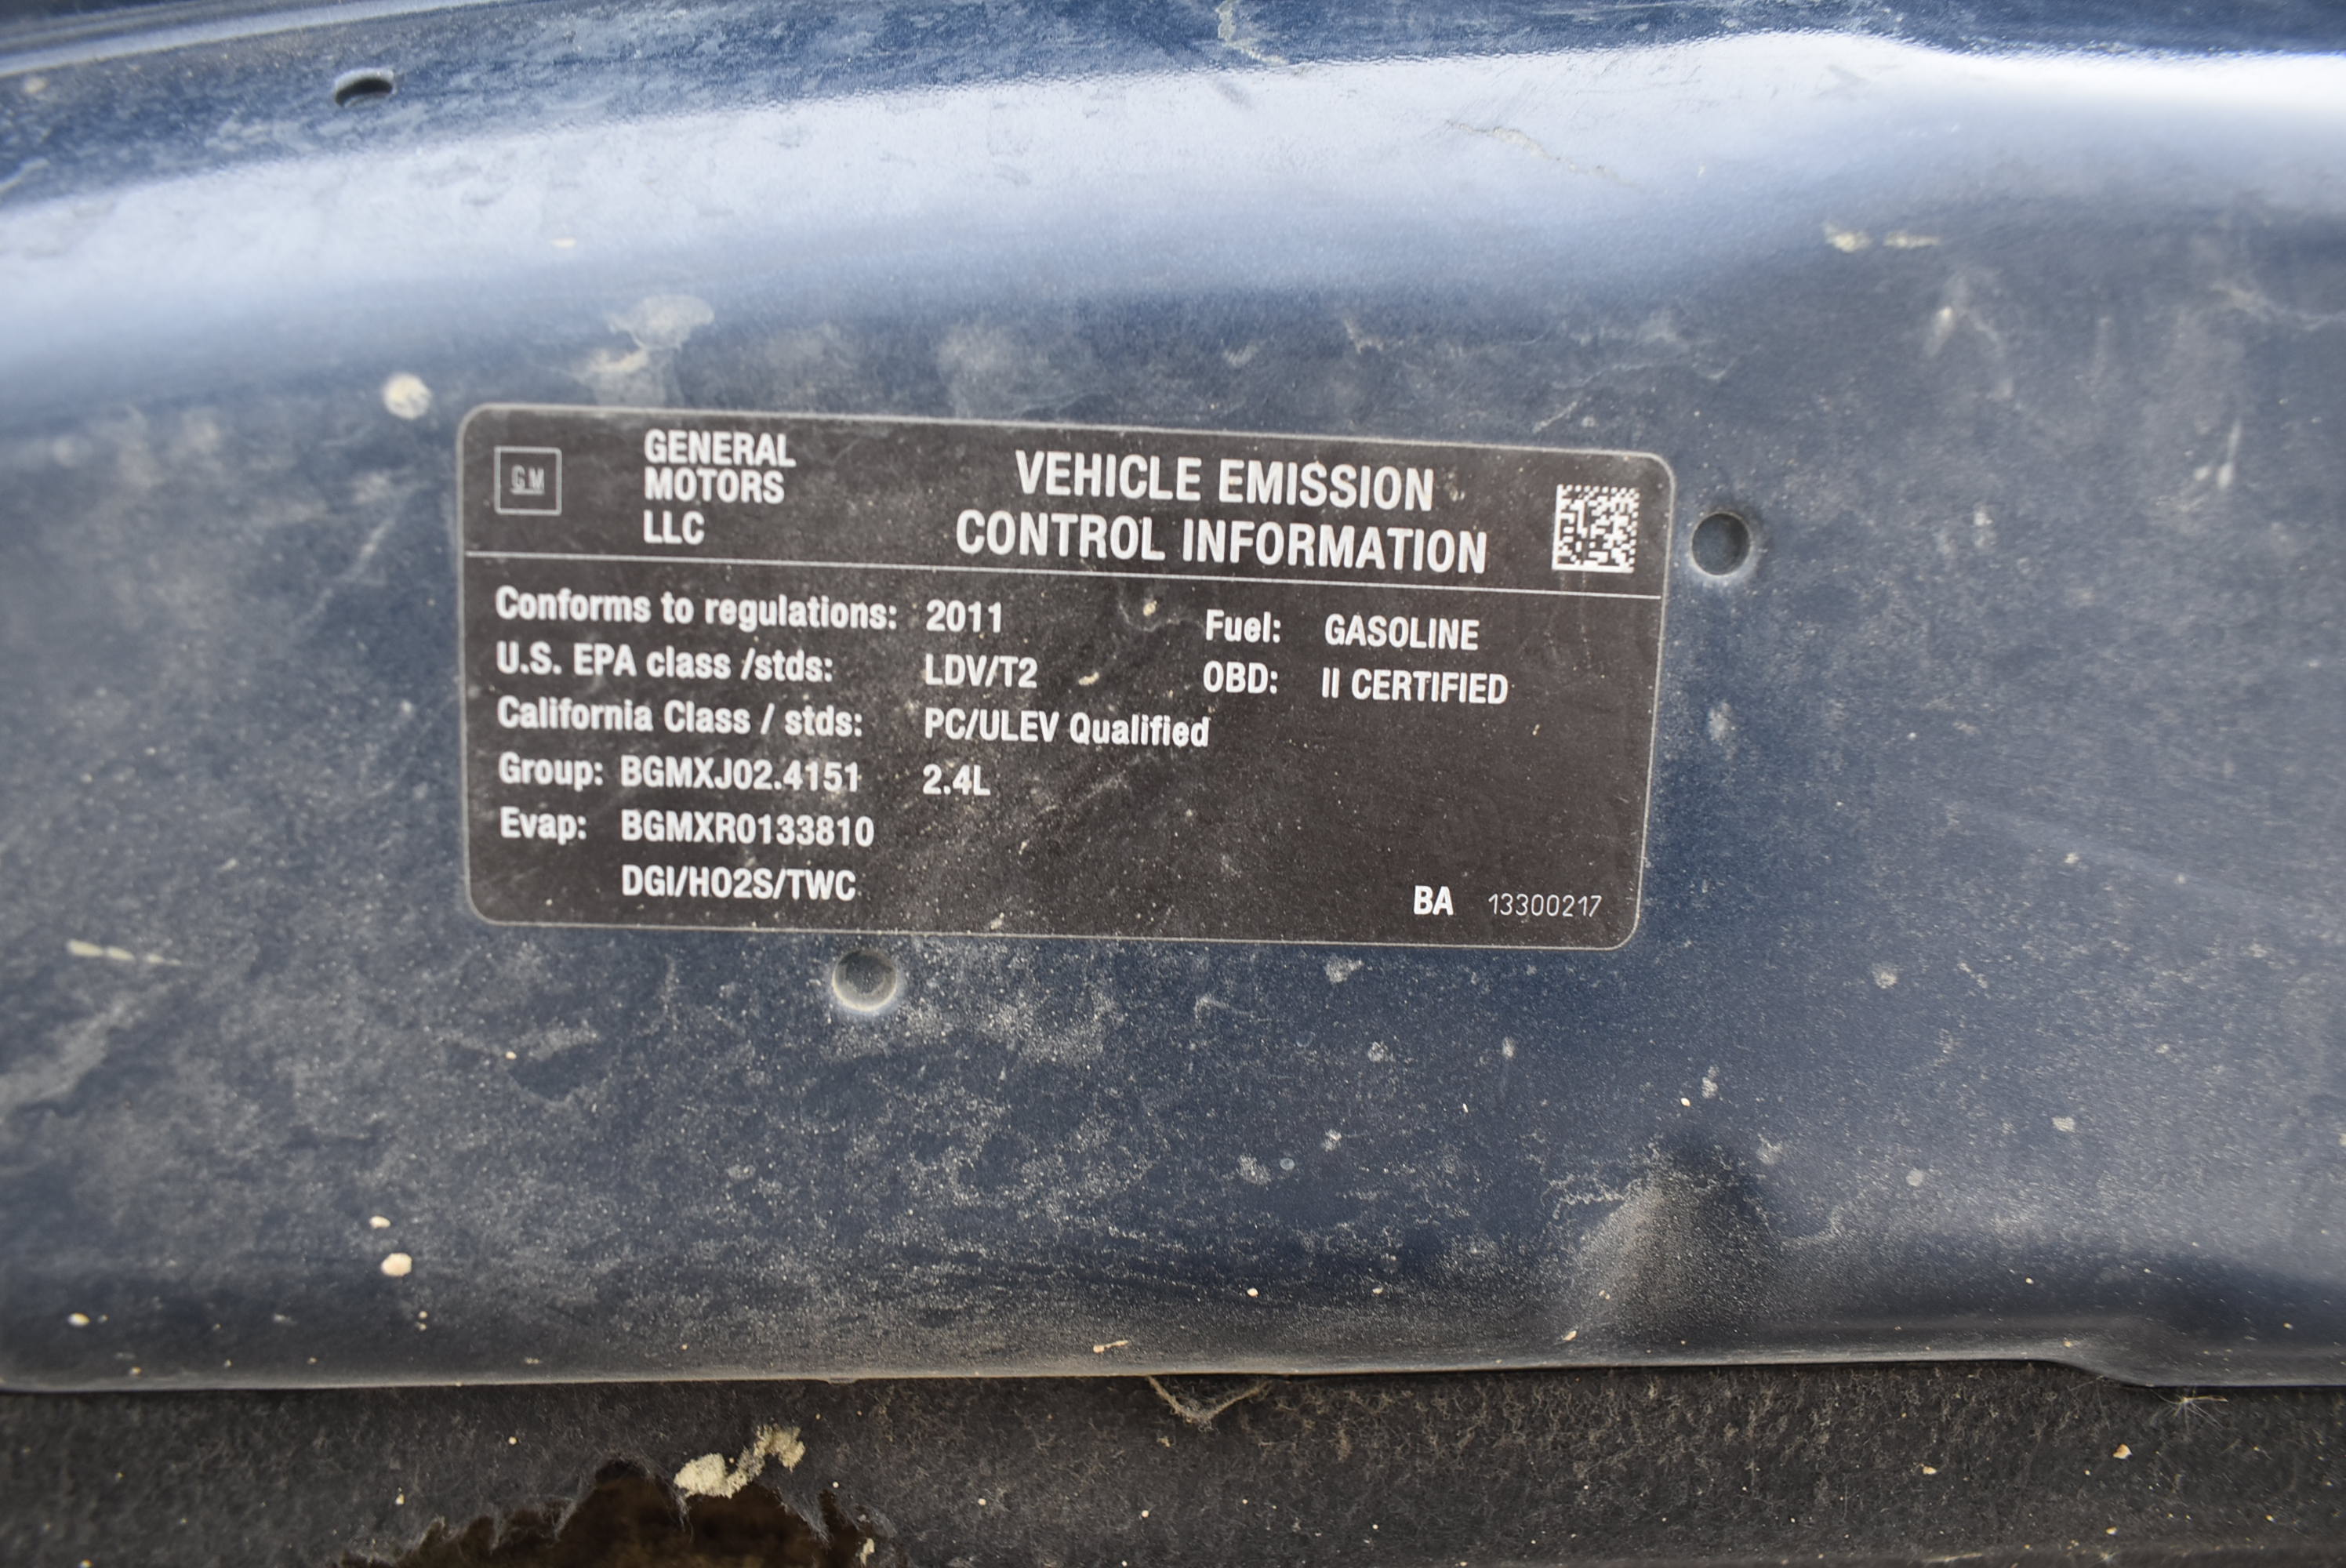 GM
GENERAL
MOTORS
LLC
VEHICLE EMISSION
CONTROL INFORMATION
Conforms to regulations: 2011 Fuel: GASOLINE
U.S. EPA class /stds: LDV/T2 OBD: II CERTIFIED
California Class / stds: PC/ULEV Qualified
Group: BGMXJ02.4151 2.4L
Evap: BGMXR0133810
DGI/HO2S/TWC
BA 13300217